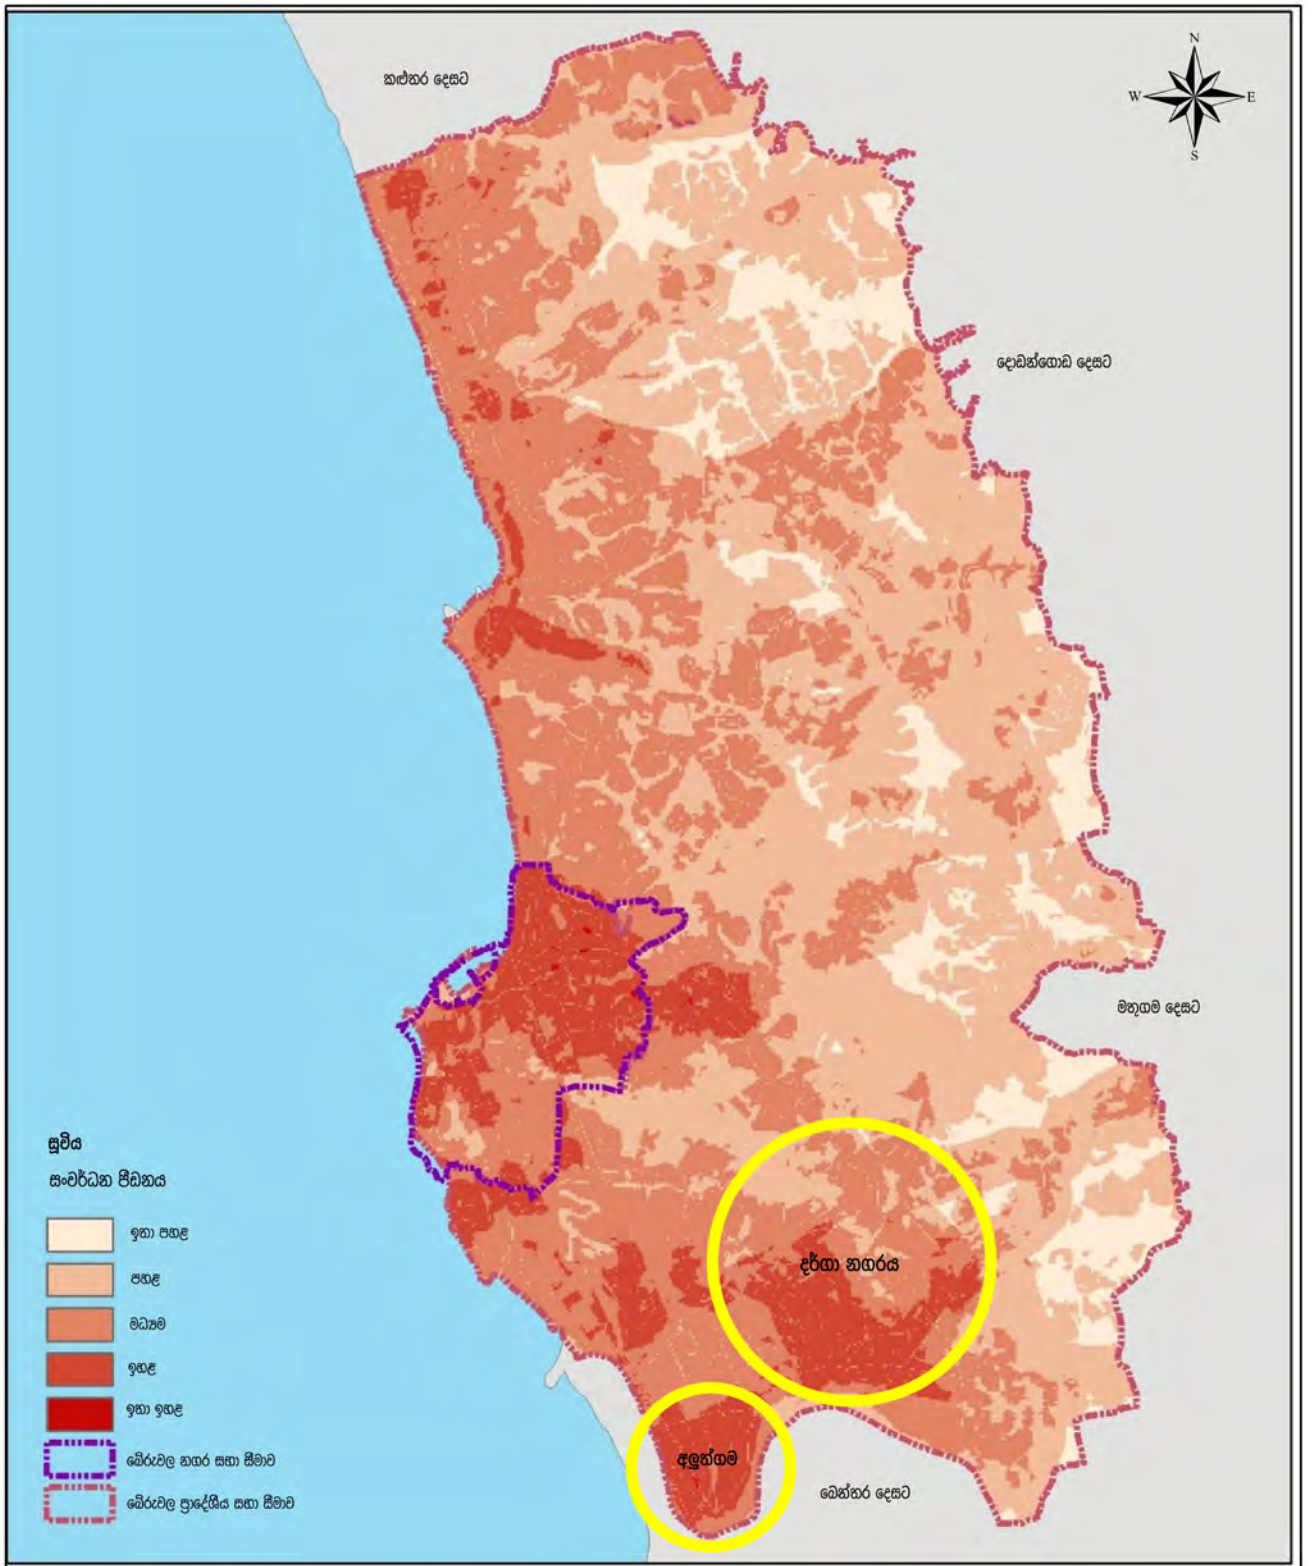 කළුතර දෙසට
N
W E
S
දොඩන්ගොඩ දෙසට
මතුගම දෙසට
සූචිය
සංවර්ධන පීඩනය
ඉතා පහළ
පහළ
මධ්‍යම
ඉහළ
ඉතා ඉහළ
බේරුවල නගර සභා සීමාව
බේරුවල ප්‍රාදේශීය සභා සීමාව
දර්ගා නගරය
අලුත්ගම
බෙන්තර දෙසට